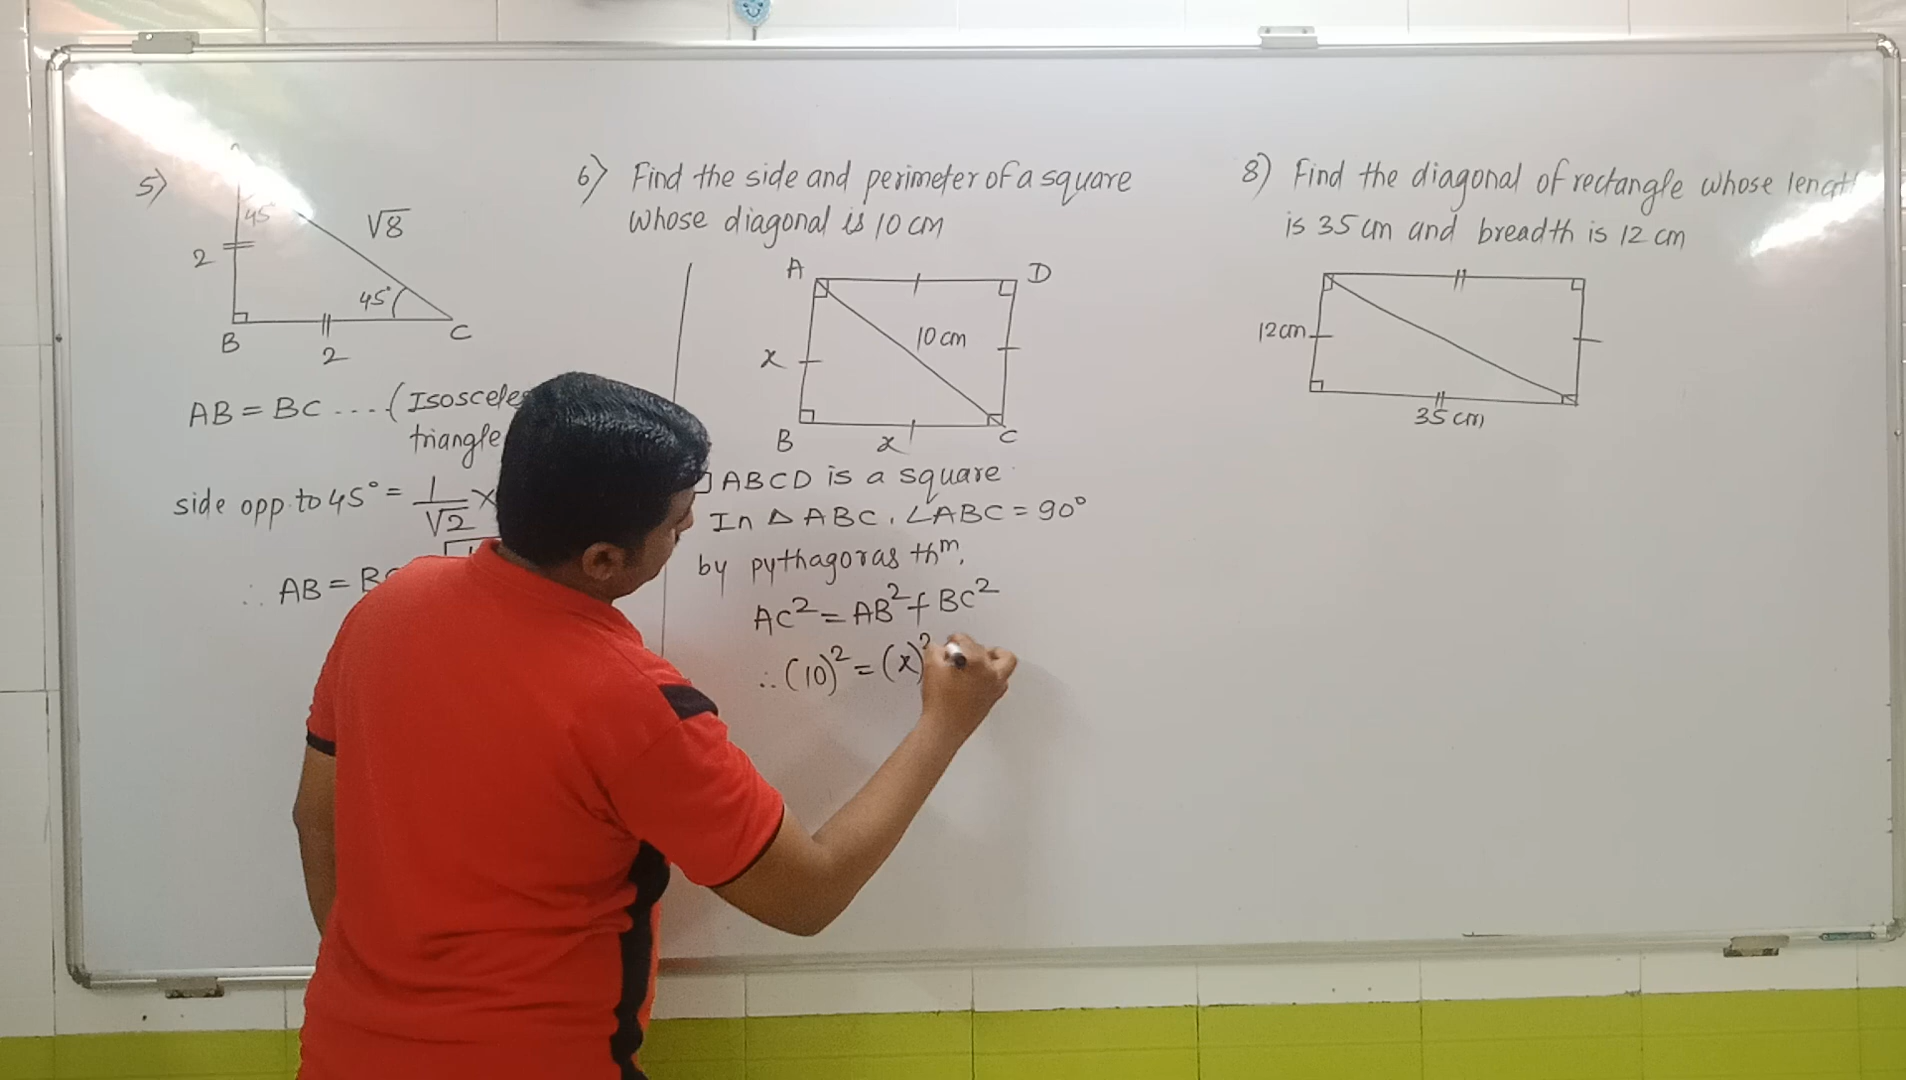 5)
45
√8
2
45°
B
2
C
AB = BC ....(Isosceles
triangle
side opp. to 45° = 1/√2 ×
∴ AB =
6) Find the side and perimeter of a square
whose diagonal is 10 cm
A
D
10 cm
x
B
x
C
□ABCD is a square
In △ ABC, ∠ABC = 90°
by pythagoras thm,
AC² = AB² + BC²
∴ (10)² = (x)²
8) Find the diagonal of rectangle whose length
is 35 cm and breadth is 12 cm
12cm
35 cm